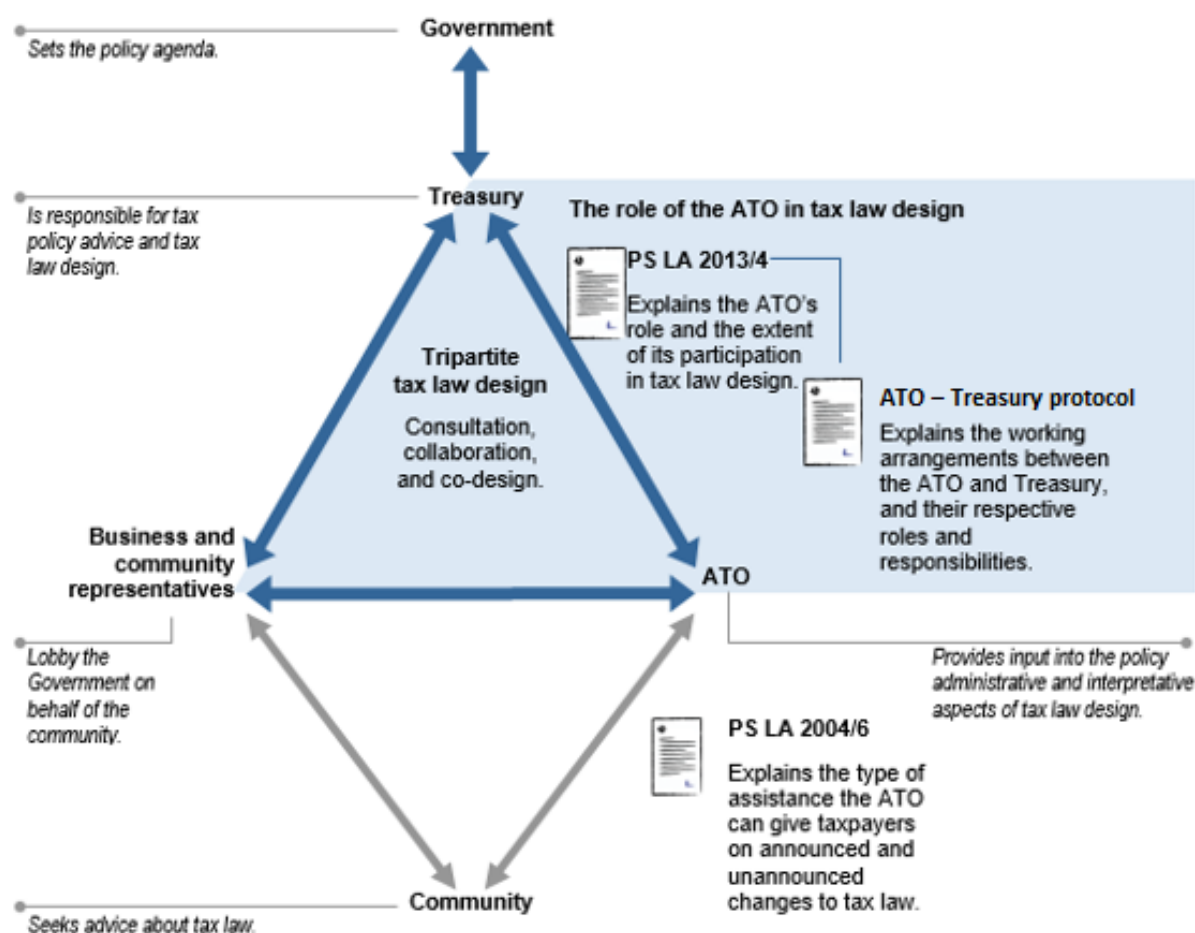 Government
Sets the policy agenda.
Treasury
Is responsible for tax
policy advice and tax
law design.
The role of the ATO in tax law design
PS LA 2013/4
Explains the ATO's
role and the extent
of its participation
in tax law design.
Tripartite
tax law design
Consultation,
collaboration,
and co-design.
ATO – Treasury protocol
Explains the working
arrangements between
the ATO and Treasury,
and their respective
roles and
responsibilities.
Business and
community
representatives
ATO
Lobby the
Government on
behalf of the
community.
Provides input into the policy
administrative and interpretative
aspects of tax law design.
PS LA 2004/6
Explains the type of
assistance the ATO
can give taxpayers
on announced and
unannounced
changes to tax law.
Community
Seeks advice about tax law.